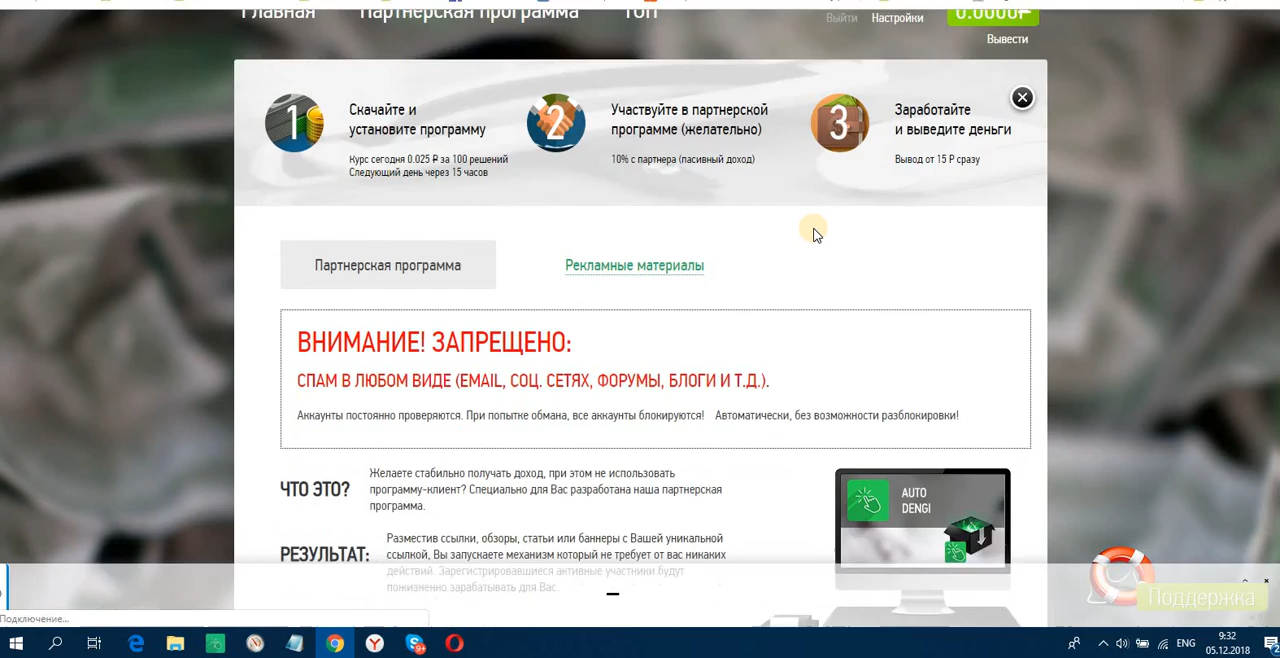 Главная Партнерская программа ТОП
Выйти Настройки 0.0000₽
Вывести
1 Скачайте и
установите программу
Курс сегодня 0.025 ₽ за 100 решений
Следующий день через 15 часов
2 Участвуйте в партнерской
программе (желательно)
10% с партнера (пасивный доход)
3 Заработайте
и выведите деньги
Вывод от 15 Р сразу
Партнерская программа Рекламные материалы
ВНИМАНИЕ! ЗАПРЕЩЕНО:
СПАМ В ЛЮБОМ ВИДЕ (EMAIL, СОЦ. СЕТЯХ, ФОРУМЫ, БЛОГИ И Т.Д.).
Аккаунты постоянно проверяются. При попытке обмана, все аккаунты блокируются! Автоматически, без возможности разблокировки!
ЧТО ЭТО?
Желаете стабильно получать доход, при этом не использовать
программу-клиент? Специально для Вас разработана наша партнерская
программа.
РЕЗУЛЬТАТ:
Разместив ссылки, обзоры, статьи или баннеры с Вашей уникальной
ссылкой, Вы запускаете механизм который не требует от вас никаких
действий. Зарегистрировавшиеся активные участники будут
пожизненно зарабатывать для Вас.
AUTO
DENGI
Поддержка
Подключение...
ENG
9:32
05.12.2018